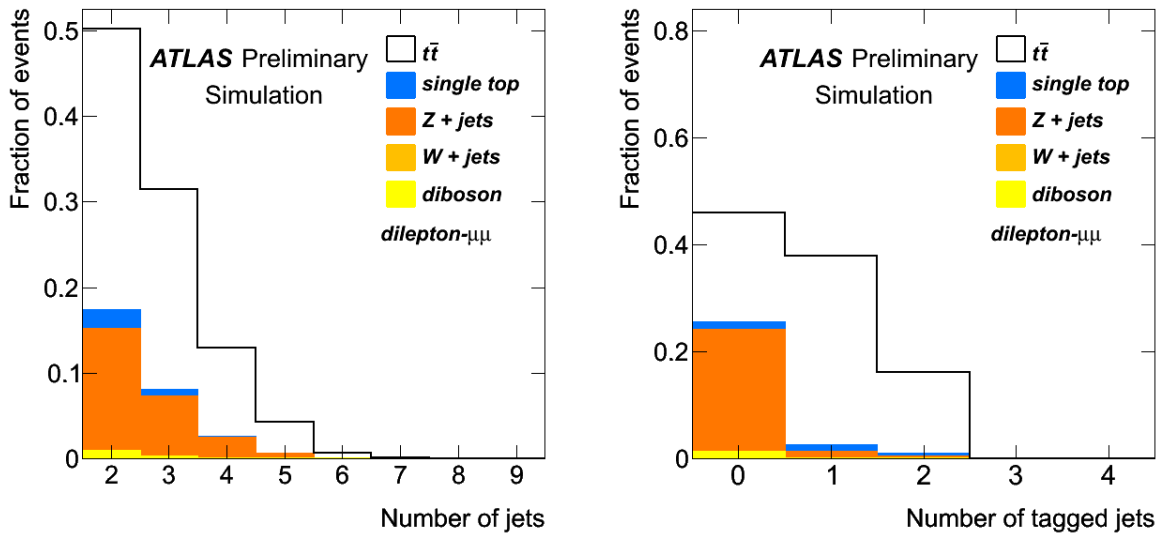 Fraction of events
0.5
0.4
0.3
0.2
0.1
0
ATLAS Preliminary
Simulation
tt̄
single top
Z + jets
W + jets
diboson
dilepton-μμ
2 3 4 5 6 7 8 9
Number of jets
Fraction of events
0.8
0.6
0.4
0.2
0
ATLAS Preliminary
Simulation
tt̄
single top
Z + jets
W + jets
diboson
dilepton-μμ
0 1 2 3 4
Number of tagged jets